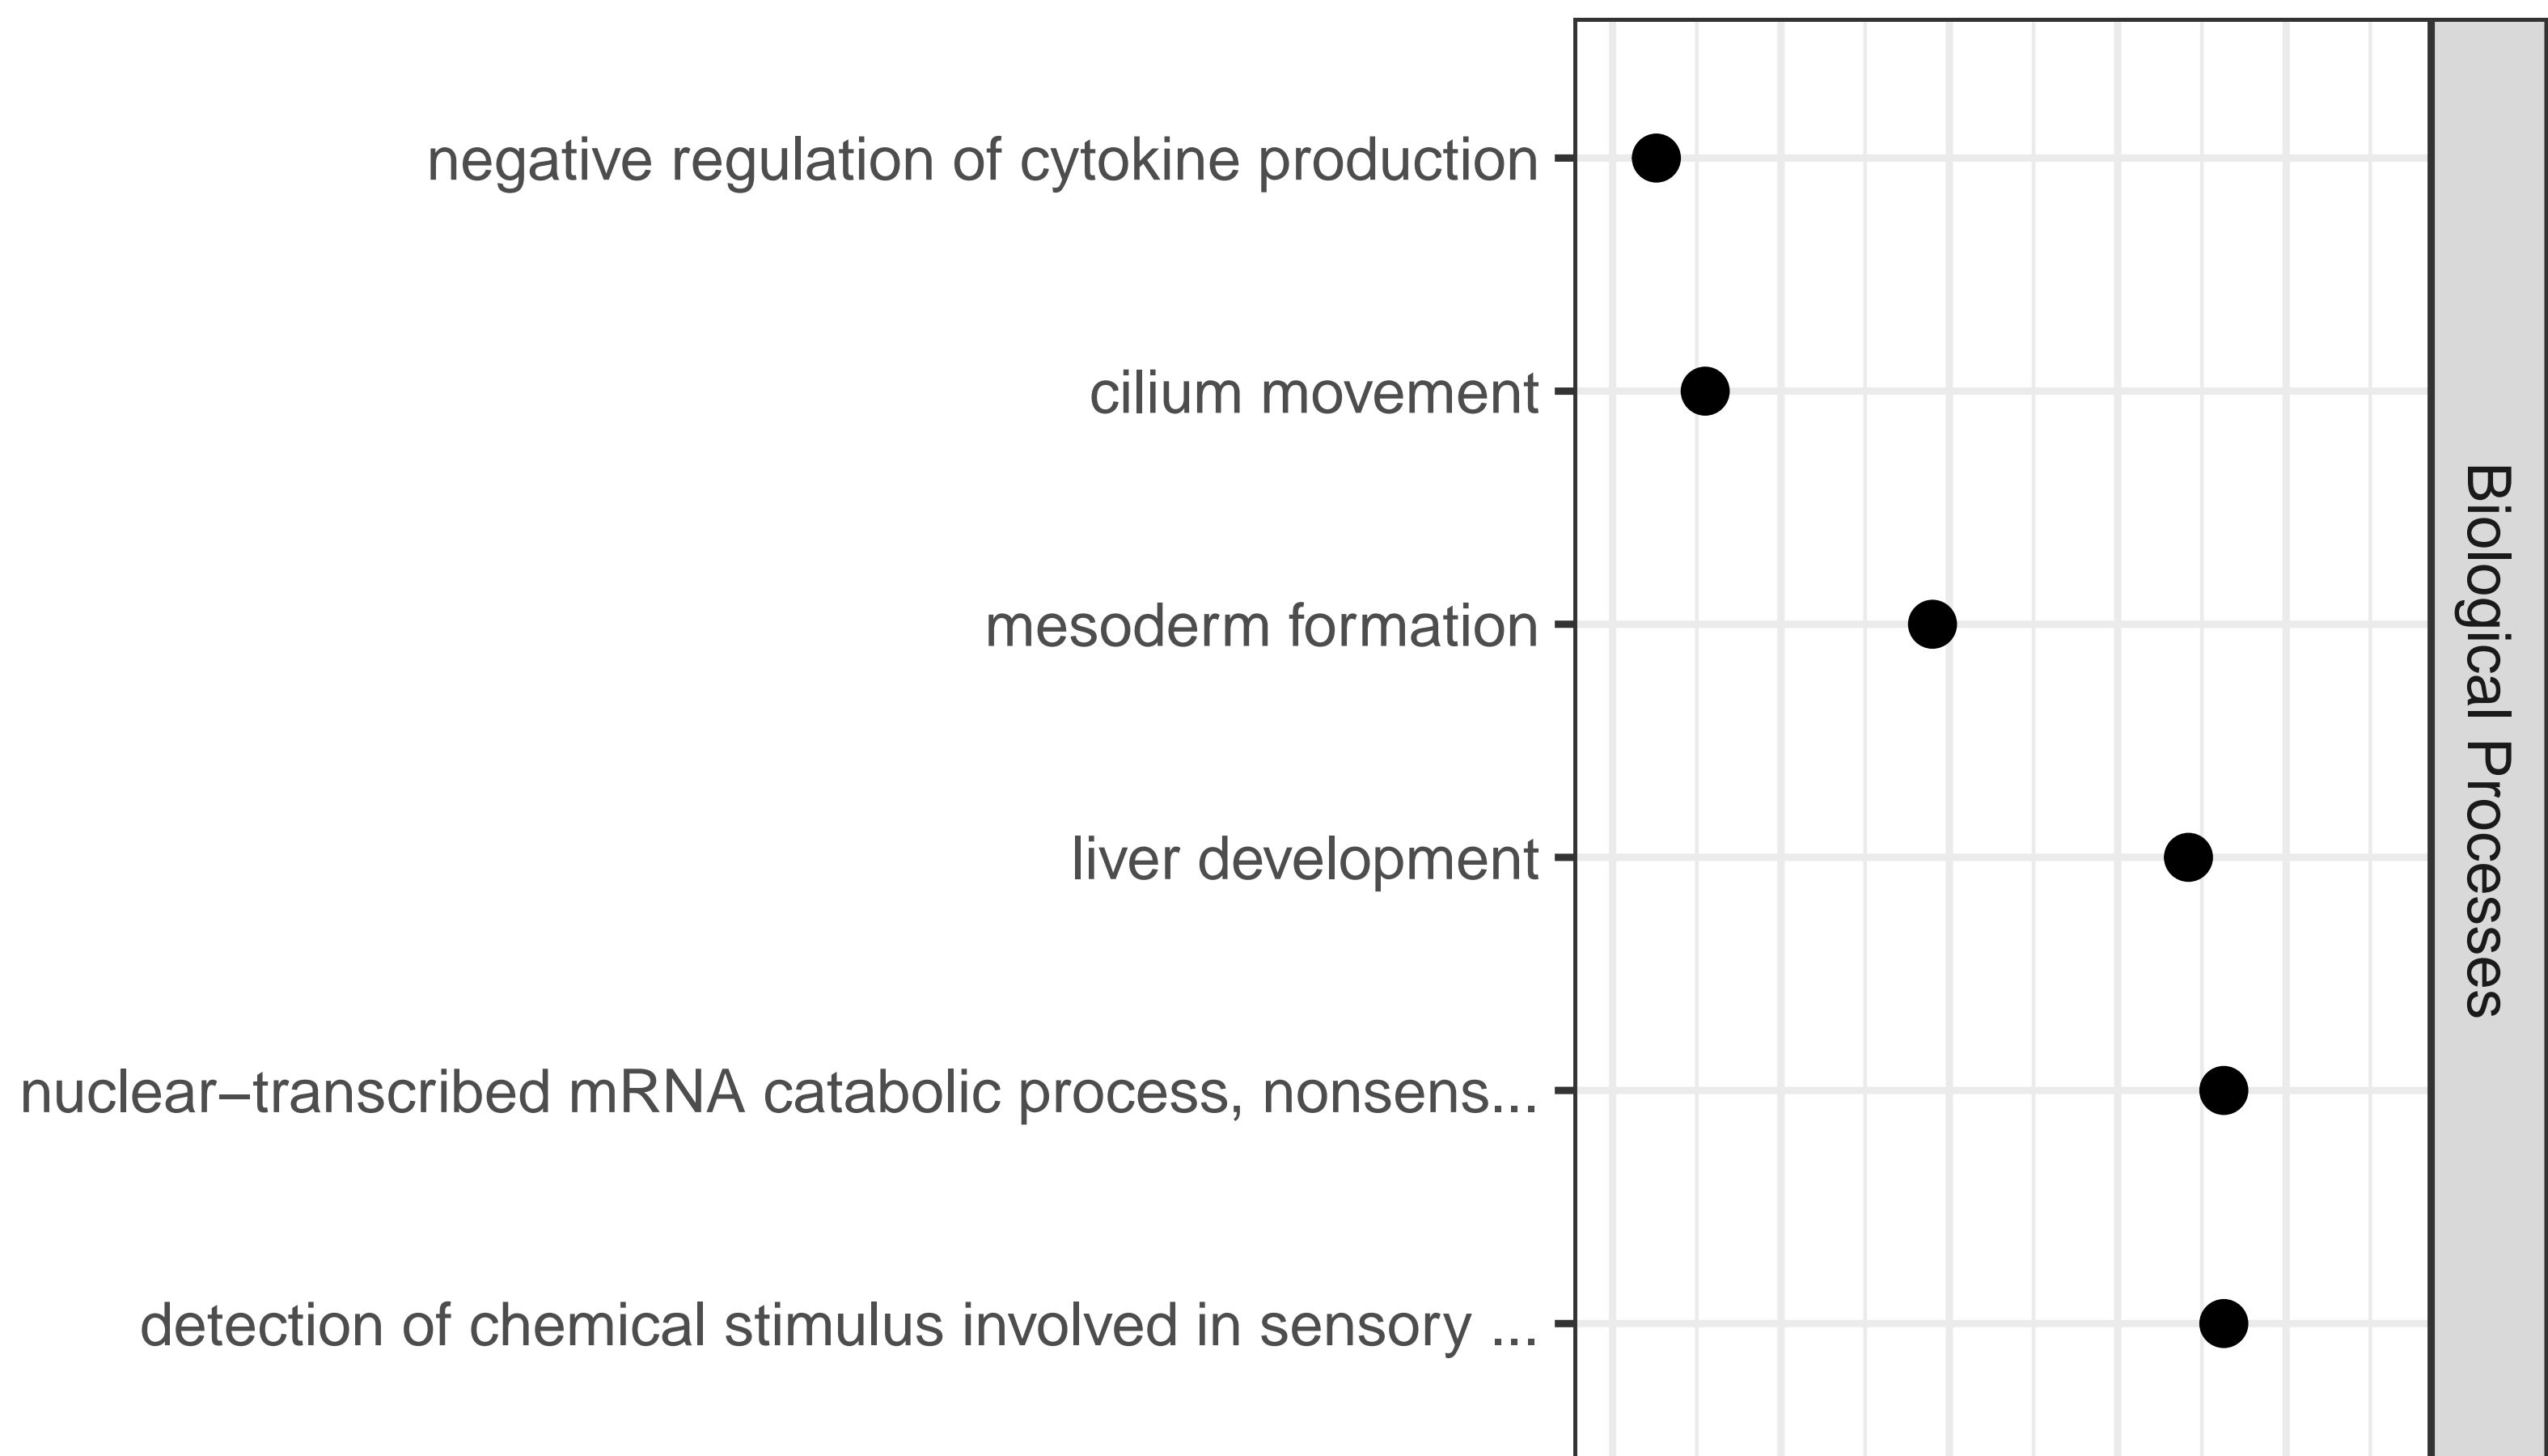 negative regulation of cytokine production
cilium movement
mesoderm formation
liver development
nuclear–transcribed mRNA catabolic process, nonsens...
detection of chemical stimulus involved in sensory ...
Biological Processes